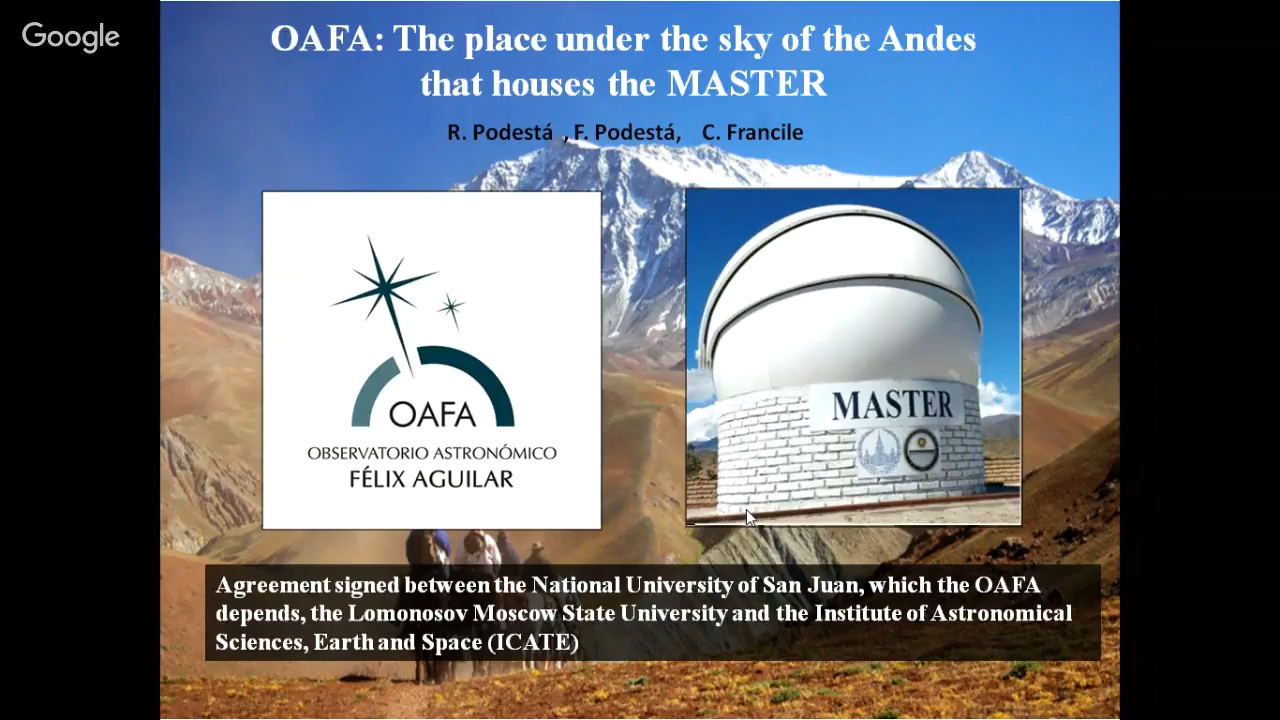 Google
OAFA: The place under the sky of the Andes
that houses the MASTER
R. Podestá , F. Podestá, C. Francile
OAFA
OBSERVATORIO ASTRONÓMICO
FÉLIX AGUILAR
MASTER
Agreement signed between the National University of San Juan, which the OAFA
depends, the Lomonosov Moscow State University and the Institute of Astronomical
Sciences, Earth and Space (ICATE)